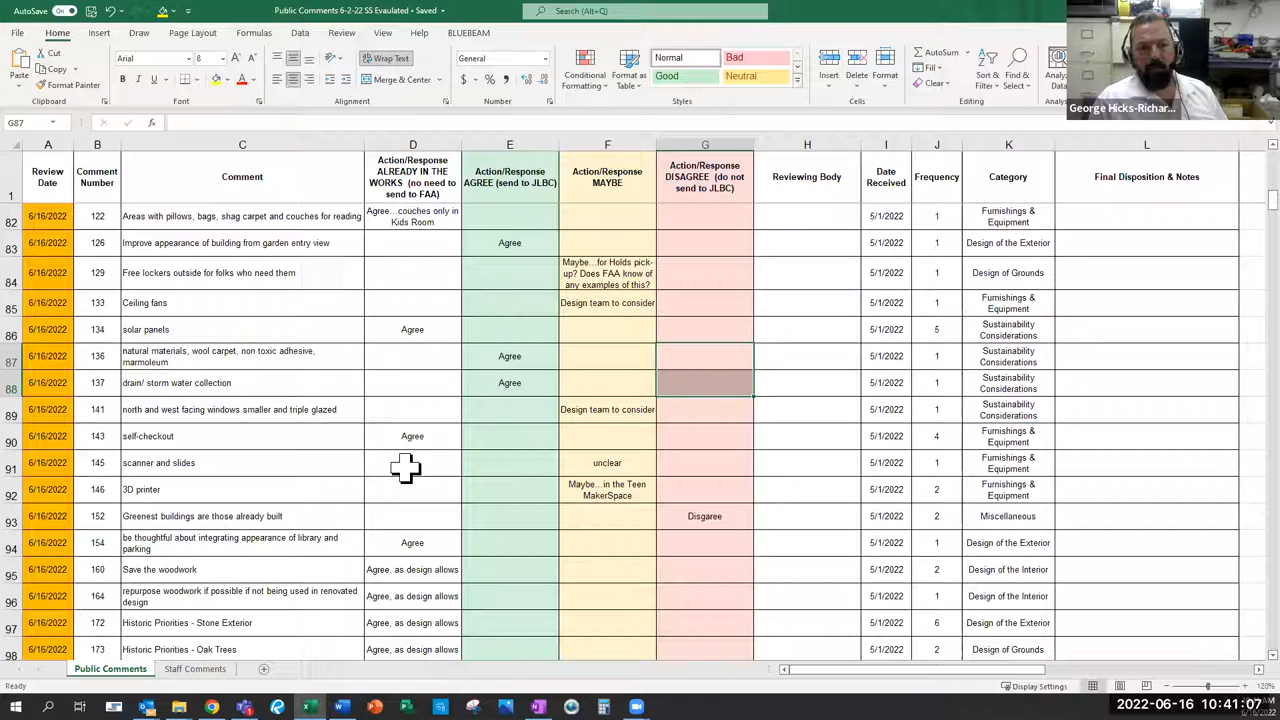 AutoSave On Public Comments 6-2-22 SS Evaulated • Saved Search (Alt+Q)
File Home Insert Draw Page Layout Formulas Data Review View Help BLUEBEAM
Cut
Copy
Format Painter
Paste
Arial 8
Wrap Text
Merge & Center
General
Conditional Formatting
Format as Table
Normal Bad
Good Neutral
Insert Delete Format
AutoSum
Fill
Clear
Sort & Filter
Find & Select
Clipboard Font Alignment Number Styles Cells Editing
George Hicks-Richar...
G87
A B C D E F G H I J K L
1 Review Date Comment Number Comment Action/Response ALREADY IN THE WORKS (no need to send to FAA) Action/Response AGREE (send to JLBC) Action/Response MAYBE Action/Response DISAGREE (do not send to JLBC) Reviewing Body Date Received Frequency Category Final Disposition & Notes
82 6/16/2022 122 Areas with pillows, bags, shag carpet and couches for reading Agree...couches only in Kids Room 5/1/2022 1 Furnishings & Equipment
83 6/16/2022 126 Improve appearance of building from garden entry view Agree 5/1/2022 1 Design of the Exterior
84 6/16/2022 129 Free lockers outside for folks who need them Maybe...for Holds pick-up? Does FAA know of any examples of this? 5/1/2022 1 Design of Grounds
85 6/16/2022 133 Ceiling fans Design team to consider 5/1/2022 1 Furnishings & Equipment
86 6/16/2022 134 solar panels Agree 5/1/2022 5 Sustainability Considerations
87 6/16/2022 136 natural materials, wool carpet, non toxic adhesive, marmoleum Agree 5/1/2022 1 Sustainability Considerations
88 6/16/2022 137 drain/ storm water collection Agree 5/1/2022 1 Sustainability Considerations
89 6/16/2022 141 north and west facing windows smaller and triple glazed Design team to consider 5/1/2022 1 Sustainability Considerations
90 6/16/2022 143 self-checkout Agree 5/1/2022 4 Furnishings & Equipment
91 6/16/2022 145 scanner and slides unclear 5/1/2022 1 Furnishings & Equipment
92 6/16/2022 146 3D printer Maybe...in the Teen MakerSpace 5/1/2022 2 Furnishings & Equipment
93 6/16/2022 152 Greenest buildings are those already built Disgaree 5/1/2022 2 Miscellaneous
94 6/16/2022 154 be thoughtful about integrating appearance of library and parking Agree 5/1/2022 1 Design of the Exterior
95 6/16/2022 160 Save the woodwork Agree, as design allows 5/1/2022 2 Design of the Interior
96 6/16/2022 164 repurpose woodwork if possible if not being used in renovated design Agree, as design allows 5/1/2022 1 Design of the Interior
97 6/16/2022 172 Historic Priorities - Stone Exterior Agree, as design allows 5/1/2022 6 Design of the Exterior
98 6/16/2022 173 Historic Priorities - Oak Trees Agree, as design allows 5/1/2022 2 Design of Grounds
Public Comments Staff Comments
Ready Display Settings 120%
2022-06-16 10:41:07